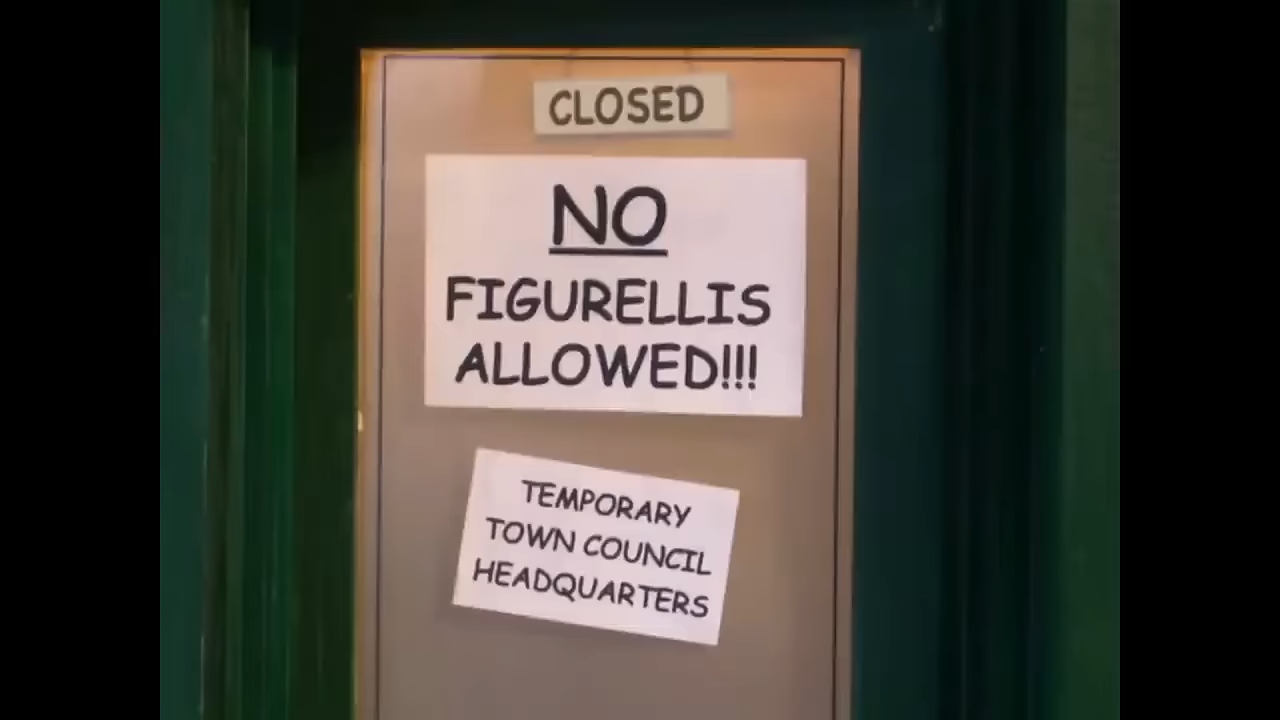 CLOSED
NO
FIGURELLIS
ALLOWED!!!
TEMPORARY
TOWN COUNCIL
HEADQUARTERS